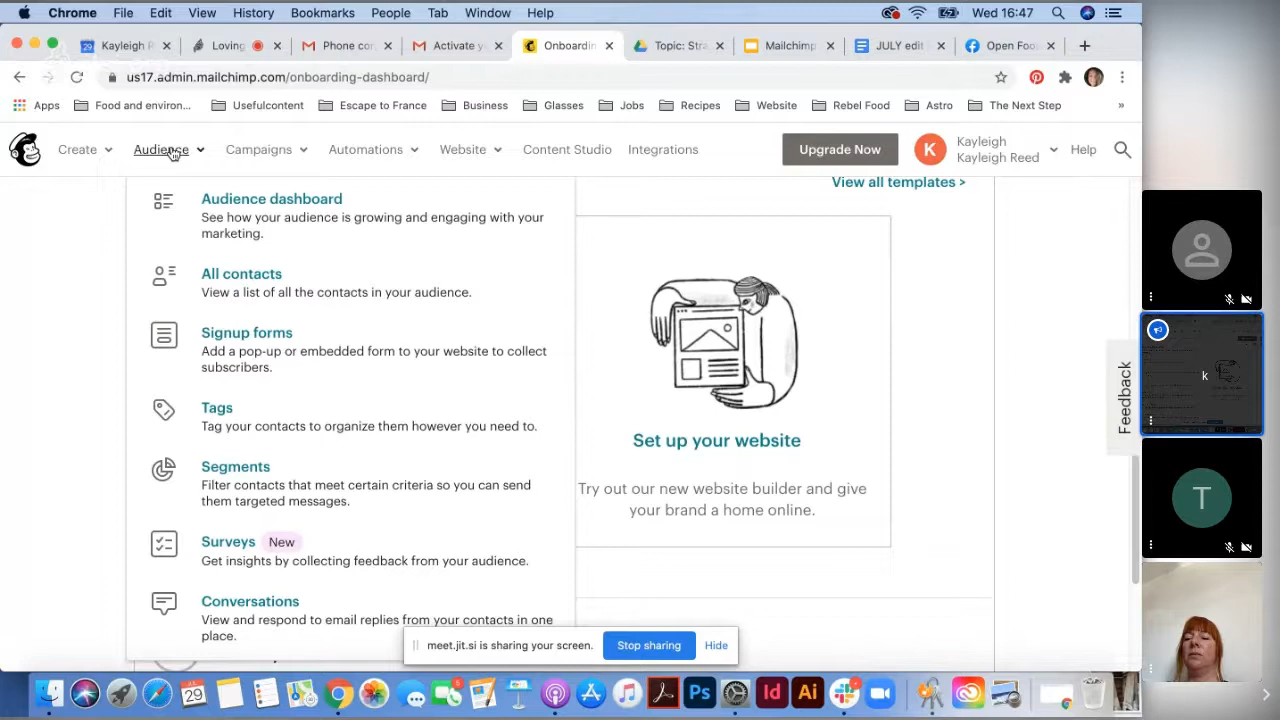 Chrome File Edit View History Bookmarks People Tab Window Help Wed 16:47
Kayleigh R Loving Phone con Activate Onboardin Topic: Stra Mailchimp JULY edit Open Foo
us17.admin.mailchimp.com/onboarding-dashboard/
Apps Food and environ... Usefulcontent Escape to France Business Glasses Jobs Recipes Website Rebel Food Astro The Next Step »
Create Audience Campaigns Automations Website Content Studio Integrations Upgrade Now K Kayleigh Help
Kayleigh Reed
View all templates >
Audience dashboard
See how your audience is growing and engaging with your
marketing.
All contacts
View a list of all the contacts in your audience.
Signup forms
Add a pop-up or embedded form to your website to collect
subscribers.
Tags
Tag your contacts to organize them however you need to.
Segments
Filter contacts that meet certain criteria so you can send
them targeted messages.
Surveys New
Get insights by collecting feedback from your audience.
Conversations
View and respond to email replies from your contacts in one
place.
Set up your website
Try out our new website builder and give
your brand a home online.
Feedback
k
T
meet.jit.si is sharing your screen. Stop sharing Hide
29 Ps Id Ai